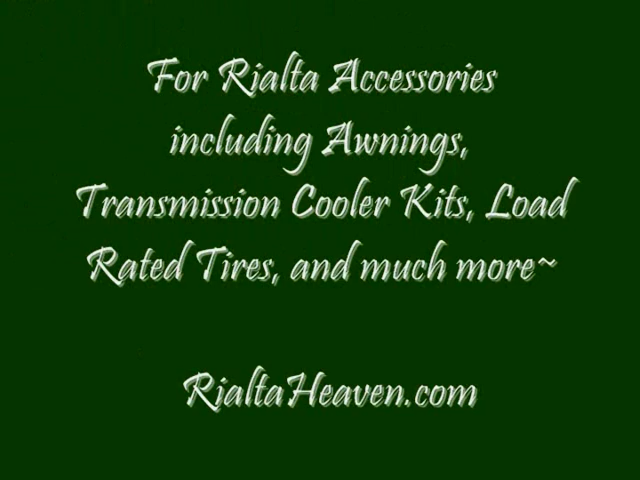 For Rialta Accessories
including Awnings,
Transmission Cooler Kits, Load
Rated Tires, and much more~
RialtaHeaven.com